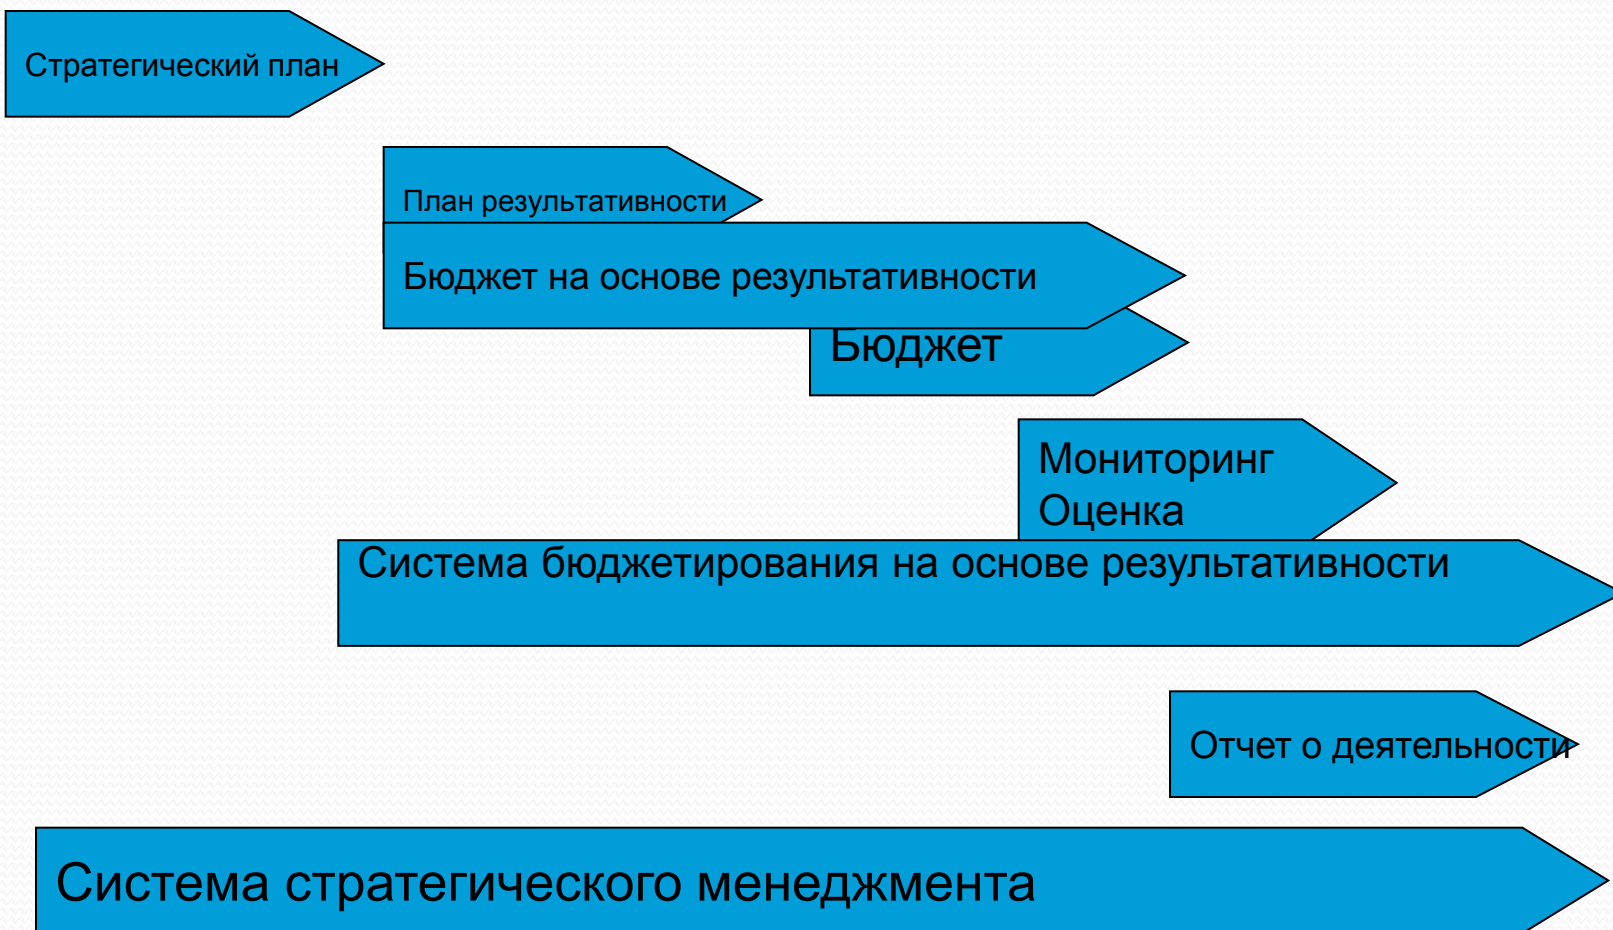 Стратегический план
План результативности
Бюджет на основе результативности
Бюджет
Мониторинг
Оценка
Система бюджетирования на основе результативности
Отчет о деятельности
Система стратегического менеджмента